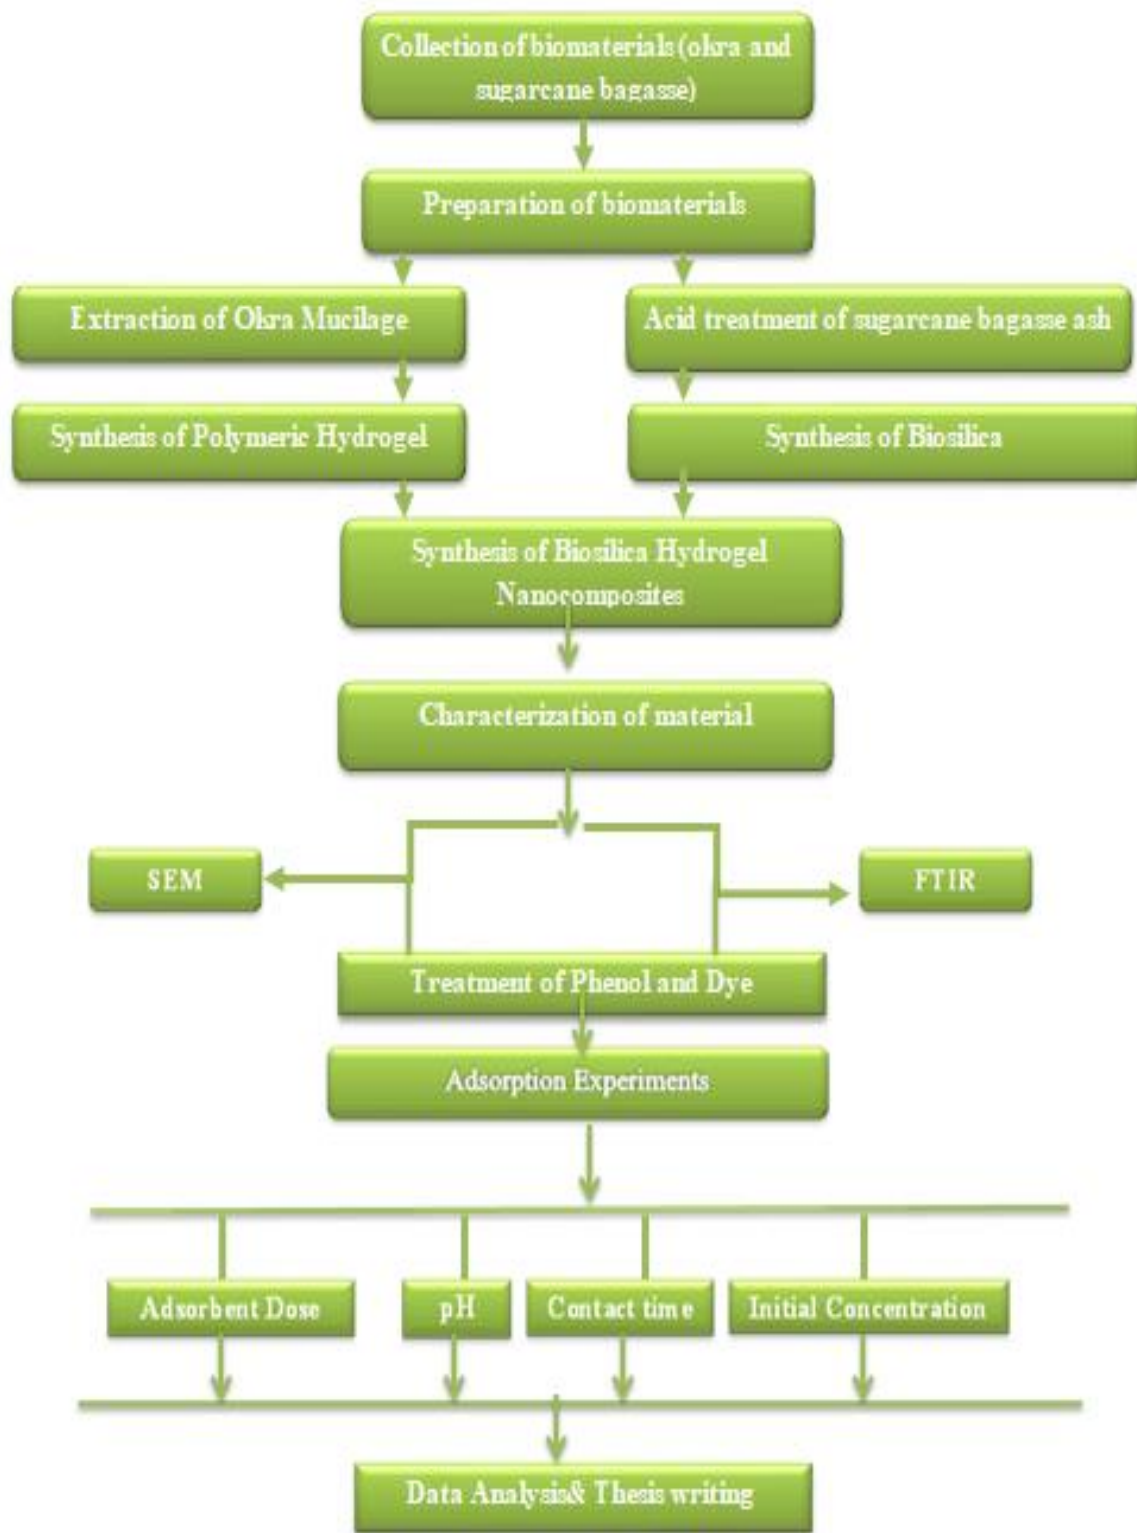 Collection of biomaterials (okra and
sugarcane bagasse)
Preparation of biomaterials
Extraction of Okra Mucilage
Acid treatment of sugarcane bagasse ash
Synthesis of Polymeric Hydrogel
Synthesis of Biosilica
Synthesis of Biosilica Hydrogel
Nanocomposites
Characterization of material
SEM
FTIR
Treatment of Phenol and Dye
Adsorption Experiments
Adsorbent Dose
pH
Contact time
Initial Concentration
Data Analysis& Thesis writing